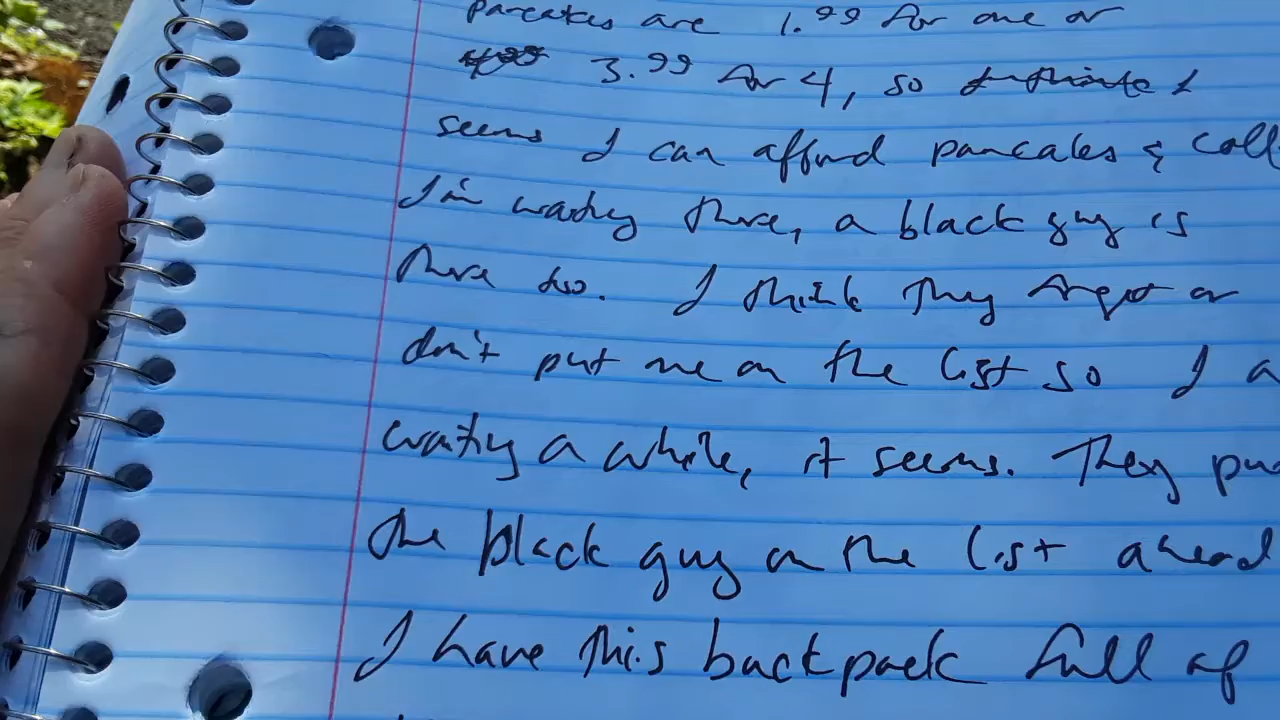 pancakes are 1.99 for one or
3.99 for 4, so I
seems I can afford pancakes & coff
I'm waiting there, a black guy is
there too. I think they forgot or
don't put me on the list so I a
waiting a while, it seems. They pu
the black guy on the list ahead
I have this backpack full of